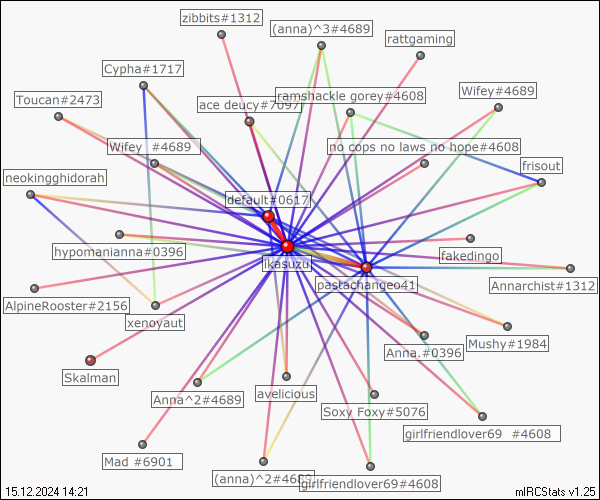 zibbits#1312
(anna)^3#4689
rattgaming
Cypha#1717
Toucan#2473
ace deucy#7097
ramshackle gorey#4608
Wifey#4689
Wifey #4689
no cops no laws no hope#4608
frisout
neokingghidorah
default#0617
hypomanianna#0396
ikasuzu
fakedingo
pastachangeo41
Annarchist#1312
AlpineRooster#2156
xenoyaut
Anna.#0396
Mushy#1984
Skalman
Anna^2#4689
avelicious
Soxy Foxy#5076
girlfriendlover69 #4608
Mad #6901
(anna)^2#4689
girlfriendlover69#4608
15.12.2024 14:21
mIRCStats v1.25